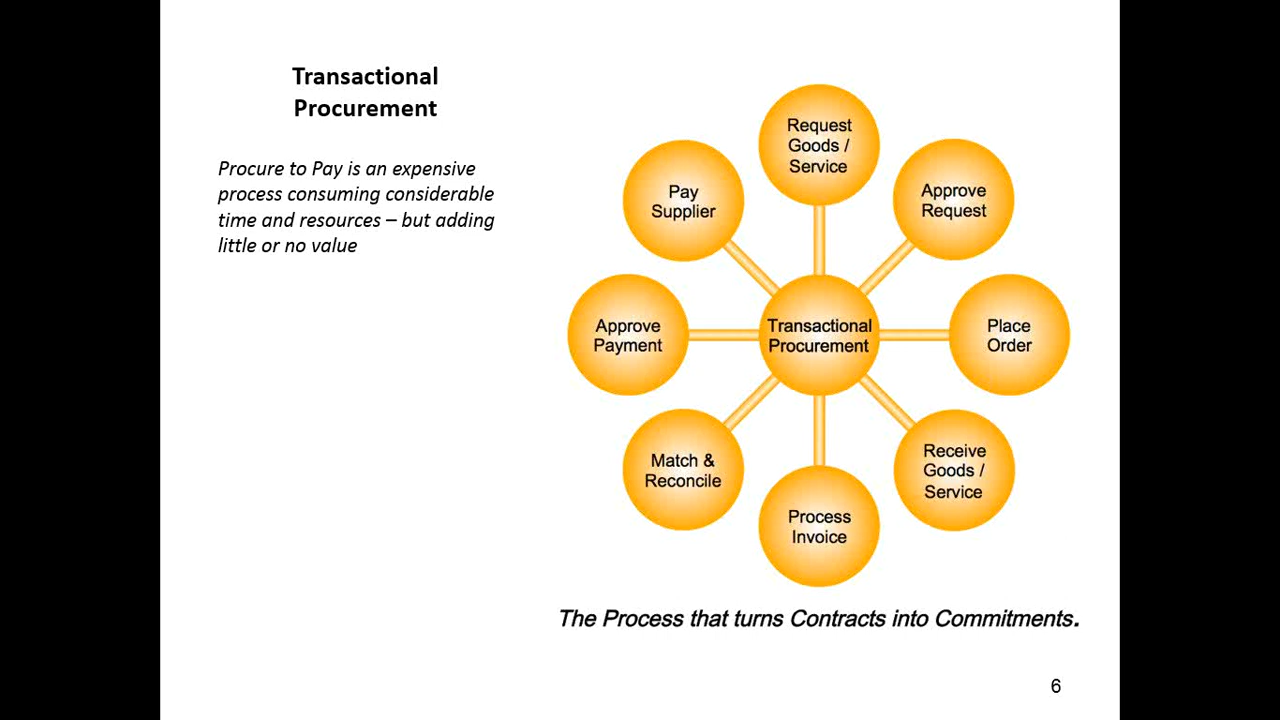 Transactional
Procurement
Procure to Pay is an expensive
process consuming considerable
time and resources – but adding
little or no value
Request
Goods /
Service
Approve
Request
Place
Order
Receive
Goods /
Service
Process
Invoice
Match &
Reconcile
Approve
Payment
Pay
Supplier
Transactional
Procurement
The Process that turns Contracts into Commitments.
6